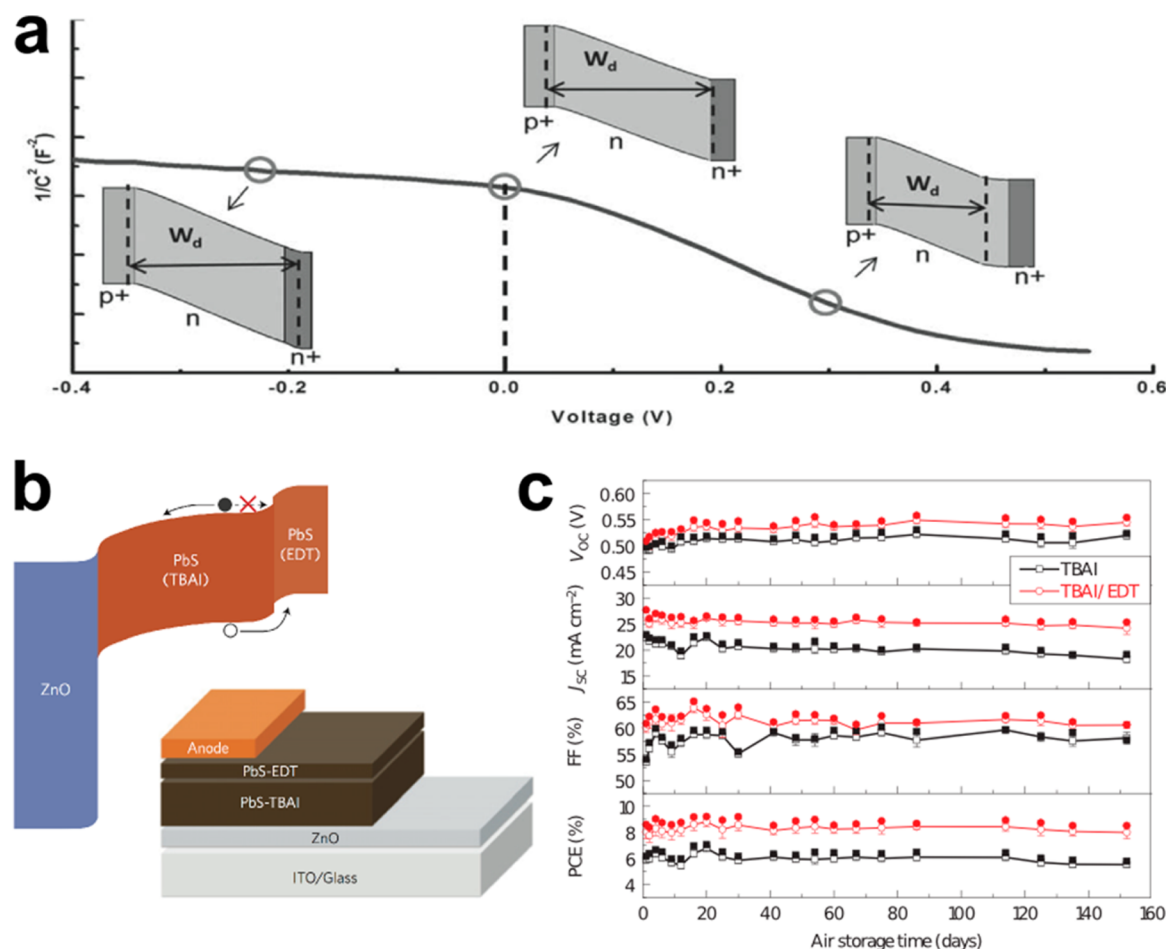 a
1/C² (F⁻²)
W_d
p+
n
n+
W_d
p+
n
n+
W_d
p+
n
n+
-0.4
-0.2
0.0
0.2
0.4
0.6
Voltage (V)
b
ZnO
PbS
(TBAI)
PbS
(EDT)
Anode
PbS-EDT
PbS-TBAI
ZnO
ITO/Glass
c
V_OC (V)
0.60
0.55
0.50
0.45
TBAI
TBAI/EDT
J_SC (mA cm⁻²)
30
25
20
15
FF (%)
65
60
55
50
PCE (%)
10
8
6
4
0 20 40 60 80 100 120 140 160
Air storage time (days)